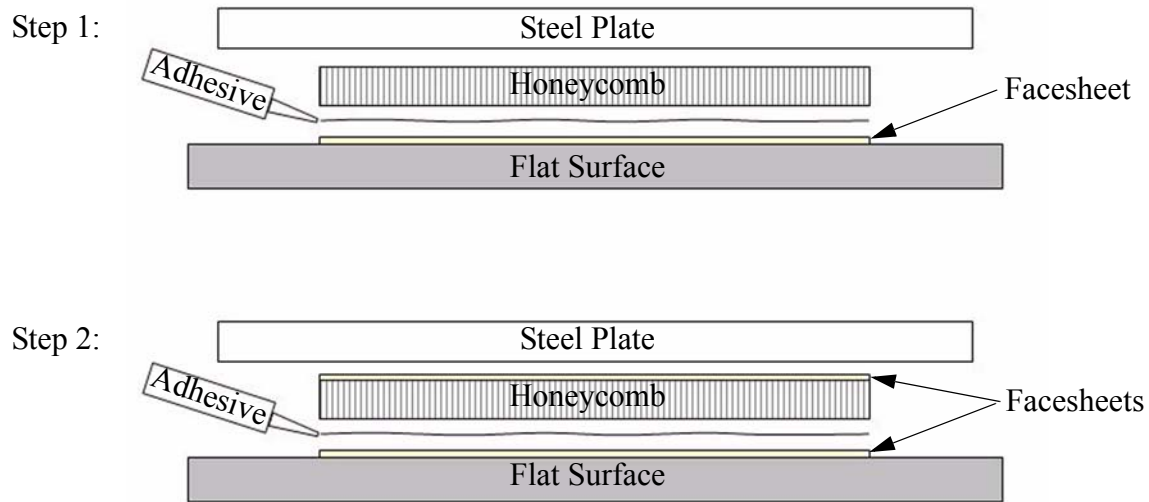 Step 1:
Steel Plate
Adhesive
Honeycomb
Facesheet
Flat Surface
Step 2:
Steel Plate
Adhesive
Honeycomb
Facesheets
Flat Surface